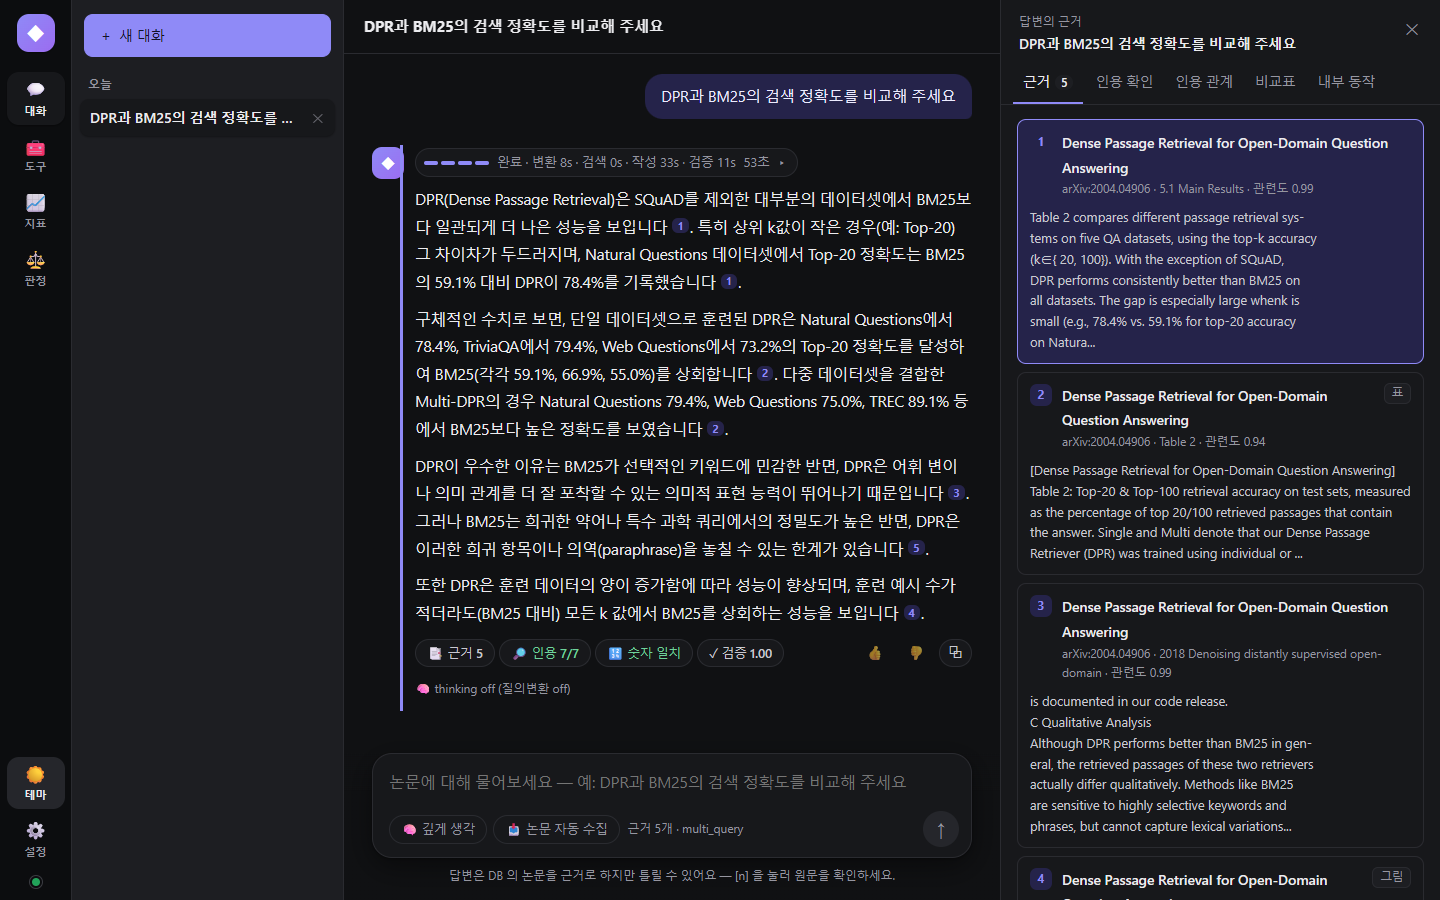 대화
도구
지표
판정
테마
설정
+ 새 대화
오늘
DPR과 BM25의 검색 정확도를 ...
DPR과 BM25의 검색 정확도를 비교해 주세요
DPR과 BM25의 검색 정확도를 비교해 주세요
완료 · 변환 8s · 검색 0s · 작성 33s · 검증 11s 53초
DPR(Dense Passage Retrieval)은 SQuAD를 제외한 대부분의 데이터셋에서 BM25보
다 일관되게 더 나은 성능을 보입니다 1. 특히 상위 k값이 작은 경우(예: Top-20)
그 차이차가 두드러지며, Natural Questions 데이터셋에서 Top-20 정확도는 BM25
의 59.1% 대비 DPR이 78.4%를 기록했습니다 1.
구체적인 수치로 보면, 단일 데이터셋으로 훈련된 DPR은 Natural Questions에서
78.4%, TriviaQA에서 79.4%, Web Questions에서 73.2%의 Top-20 정확도를 달성하
여 BM25(각각 59.1%, 66.9%, 55.0%)를 상회합니다 2. 다중 데이터셋을 결합한
Multi-DPR의 경우 Natural Questions 79.4%, Web Questions 75.0%, TREC 89.1% 등
에서 BM25보다 높은 정확도를 보였습니다 2.
DPR이 우수한 이유는 BM25가 선택적인 키워드에 민감한 반면, DPR은 어휘 변이
나 의미 관계를 더 잘 포착할 수 있는 의미적 표현 능력이 뛰어나기 때문입니다 3.
그러나 BM25는 희귀한 약어나 특수 과학 쿼리에서의 정밀도가 높은 반면, DPR은
이러한 희귀 항목이나 의역(paraphrase)을 놓칠 수 있는 한계가 있습니다 5.
또한 DPR은 훈련 데이터의 양이 증가함에 따라 성능이 향상되며, 훈련 예시 수가
적더라도(BM25 대비) 모든 k 값에서 BM25를 상회하는 성능을 보입니다 4.
근거 5
인용 7/7
숫자 일치
✓ 검증 1.00
thinking off (질의변환 off)
논문에 대해 물어보세요 — 예: DPR과 BM25의 검색 정확도를 비교해 주세요
깊게 생각
논문 자동 수집
근거 5개 · multi_query
답변은 DB 의 논문을 근거로 하지만 틀릴 수 있어요 — [n] 을 눌러 원문을 확인하세요.
답변의 근거
DPR과 BM25의 검색 정확도를 비교해 주세요
근거 5
인용 확인
인용 관계
비교표
내부 동작
1 Dense Passage Retrieval for Open-Domain Question
Answering
arXiv:2004.04906 · 5.1 Main Results · 관련도 0.99
Table 2 compares different passage retrieval sys-
tems on five QA datasets, using the top-k accuracy
(k∈{ 20, 100}). With the exception of SQuAD,
DPR performs consistently better than BM25 on
all datasets. The gap is especially large whenk is
small (e.g., 78.4% vs. 59.1% for top-20 accuracy
on Natura...
2 Dense Passage Retrieval for Open-Domain 표
Question Answering
arXiv:2004.04906 · Table 2 · 관련도 0.94
[Dense Passage Retrieval for Open-Domain Question Answering]
Table 2: Top-20 & Top-100 retrieval accuracy on test sets, measured
as the percentage of top 20/100 retrieved passages that contain
the answer. Single and Multi denote that our Dense Passage
Retriever (DPR) was trained using individual or ...
3 Dense Passage Retrieval for Open-Domain Question
Answering
arXiv:2004.04906 · 2018 Denoising distantly supervised open-
domain · 관련도 0.99
is documented in our code release.
C Qualitative Analysis
Although DPR performs better than BM25 in gen-
eral, the retrieved passages of these two retrievers
actually differ qualitatively. Methods like BM25
are sensitive to highly selective keywords and
phrases, but cannot capture lexical variations...
4 Dense Passage Retrieval for Open-Domain 그림